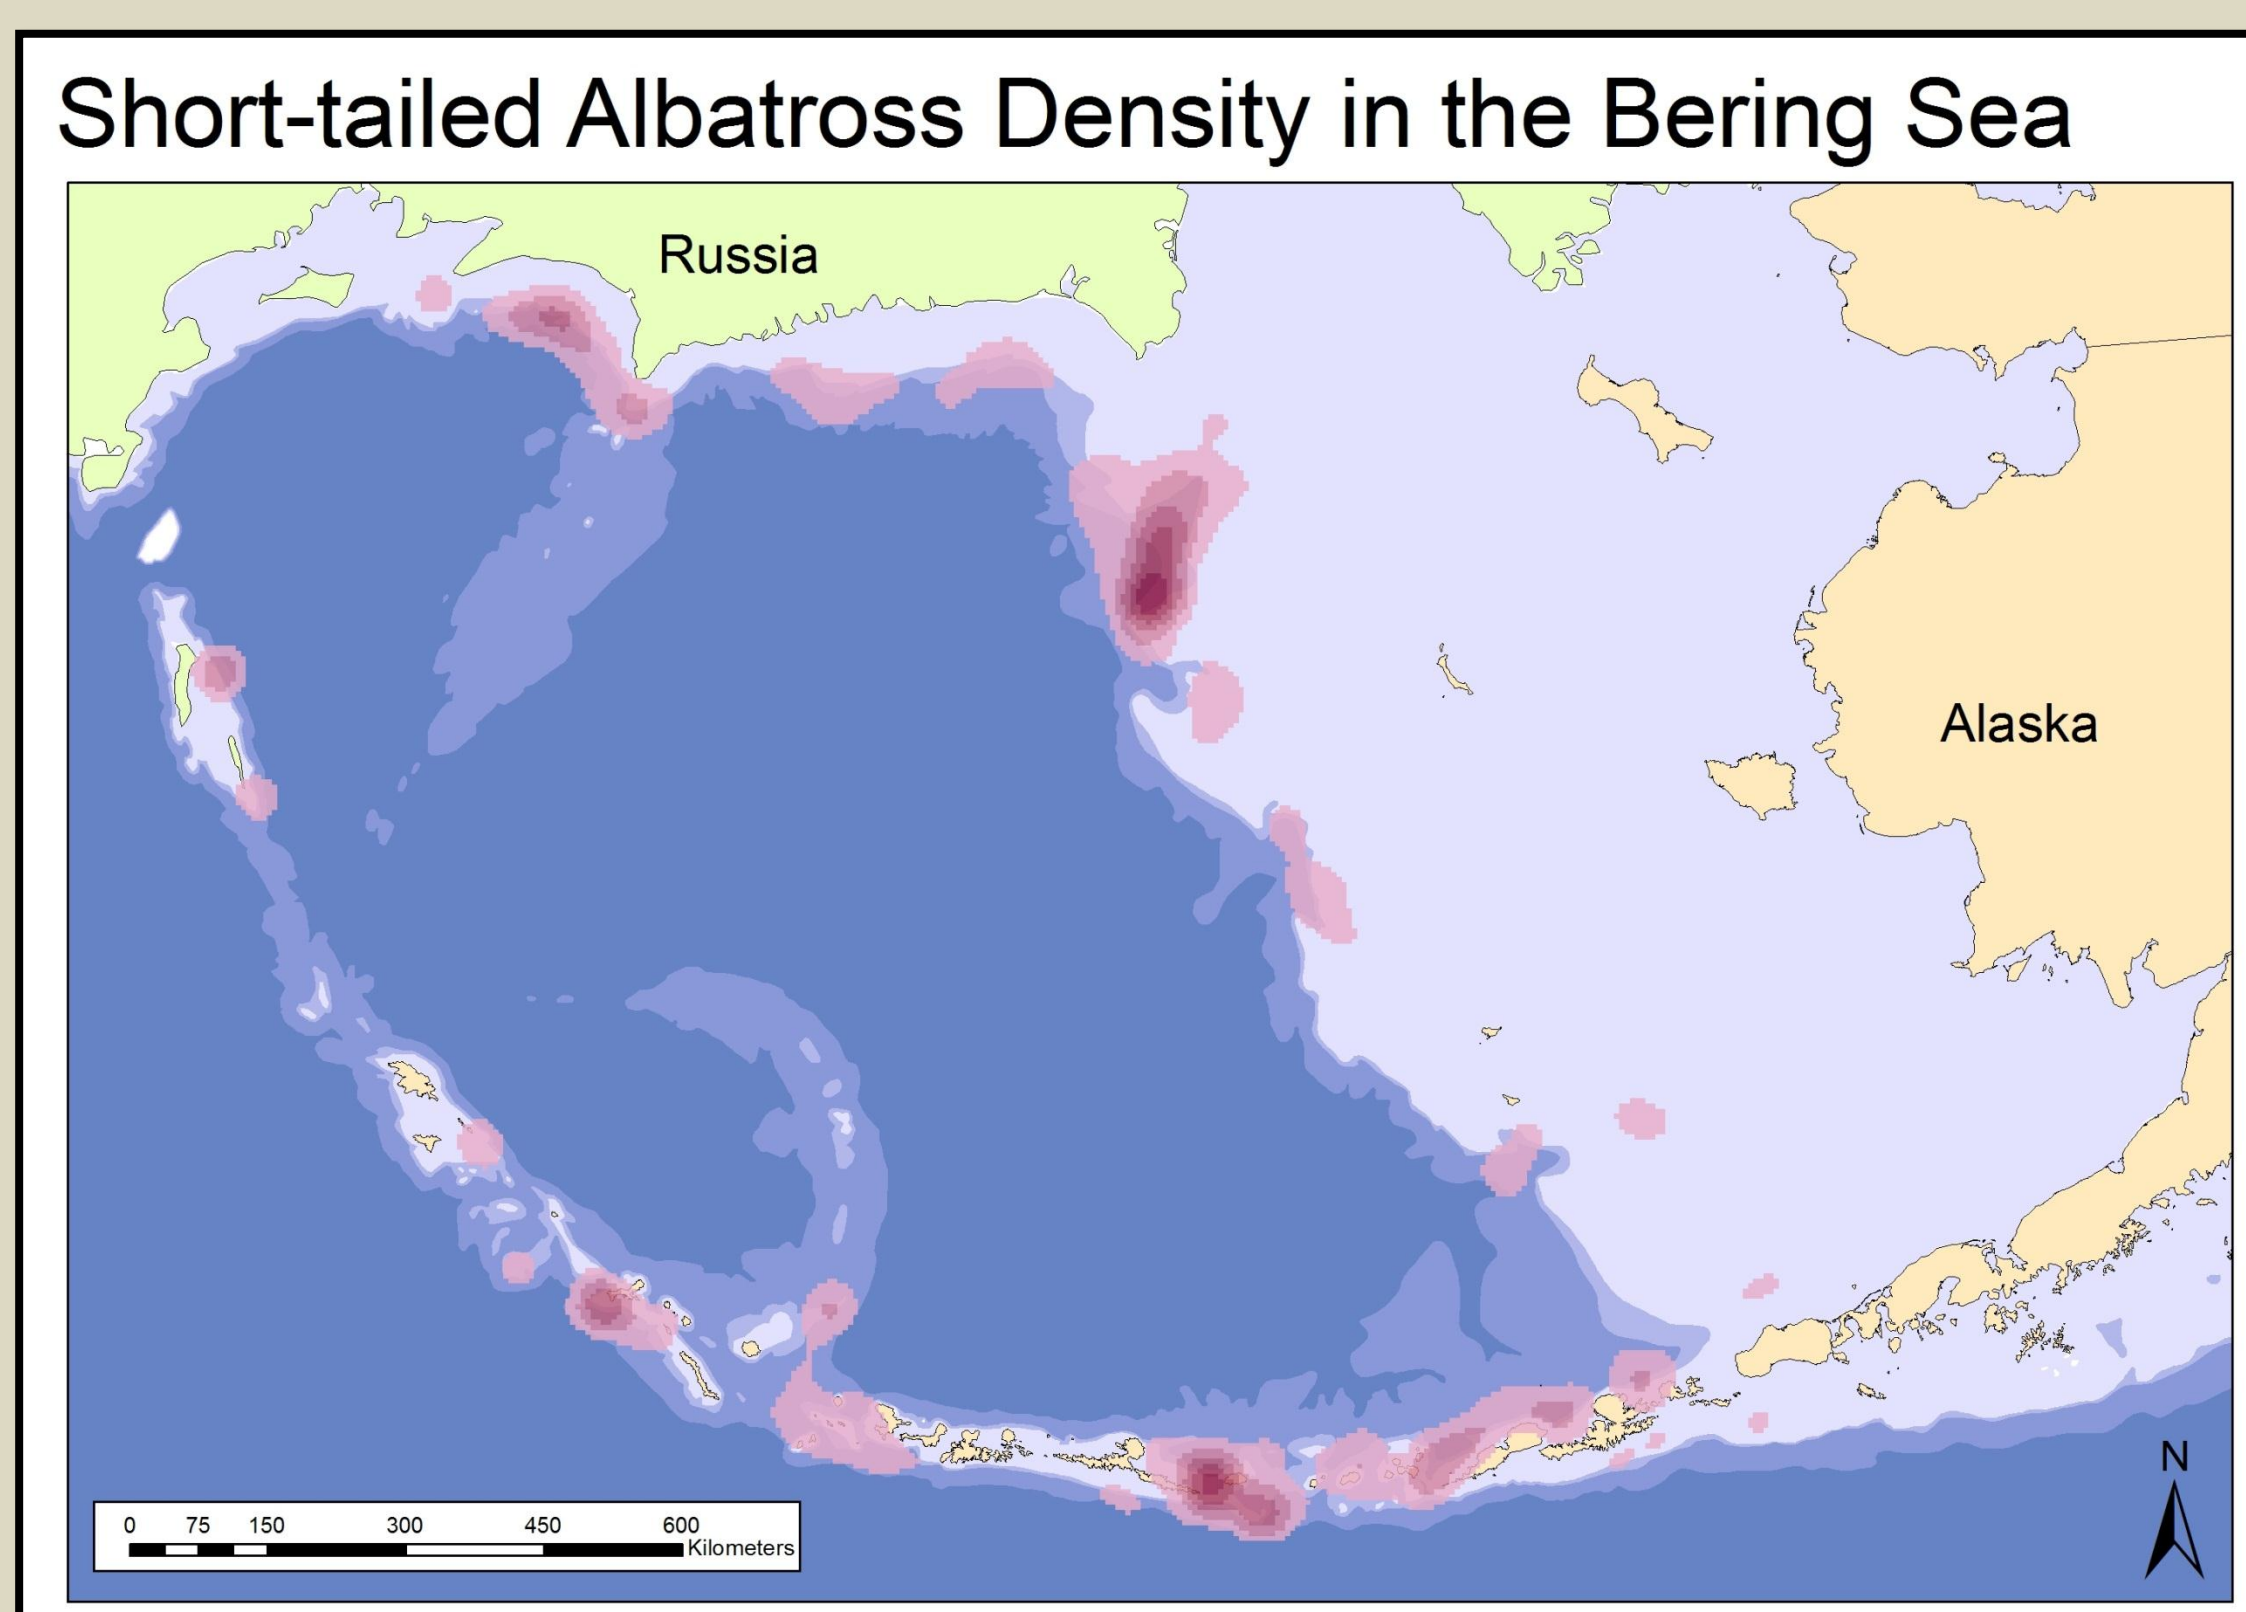 Short-tailed Albatross Density in the Bering Sea
Russia
Alaska
N
0 75 150 300 450 600
Kilometers